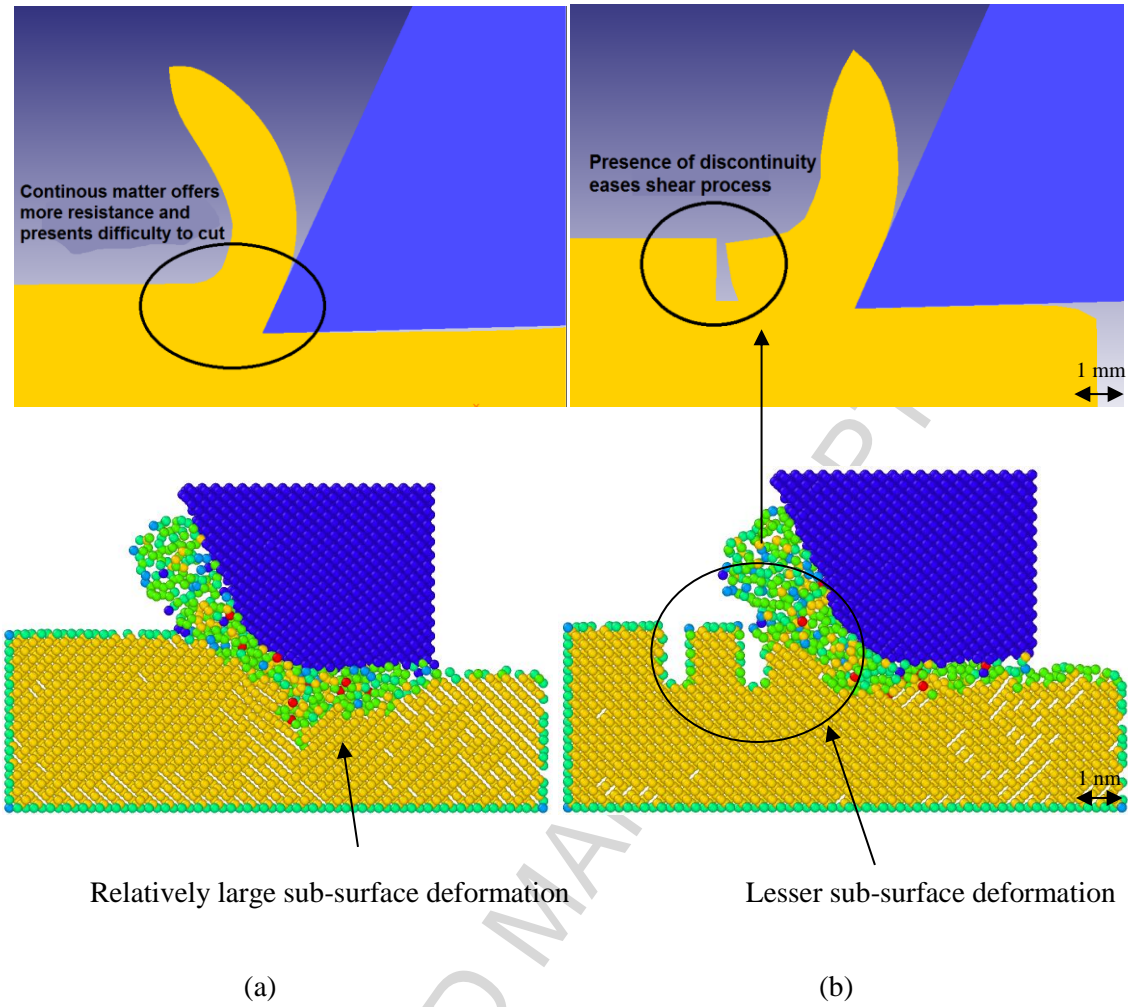 Continous matter offers
more resistance and
presents difficulty to cut
Presence of discontinuity
eases shear process
1 mm
1 nm
Relatively large sub-surface deformation
Lesser sub-surface deformation
(a)
(b)